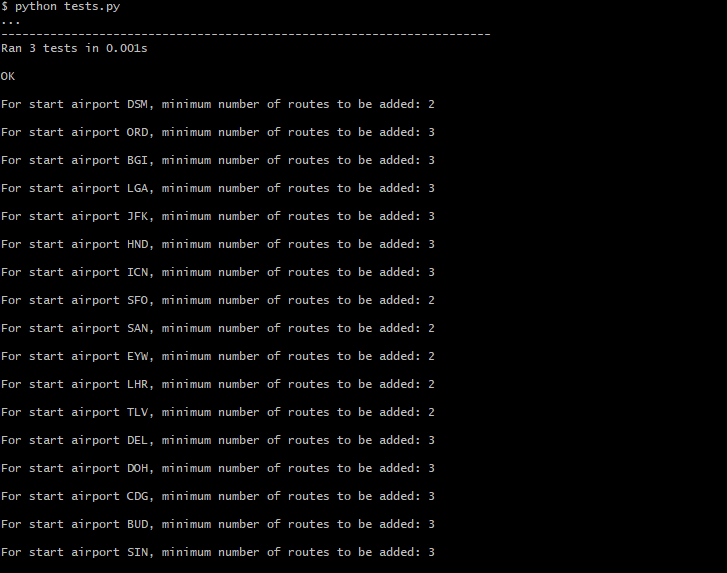 $ python tests.py
...
----------------------------------------------------------------------
Ran 3 tests in 0.001s
OK
For start airport DSM, minimum number of routes to be added: 2
For start airport ORD, minimum number of routes to be added: 3
For start airport BGI, minimum number of routes to be added: 3
For start airport LGA, minimum number of routes to be added: 3
For start airport JFK, minimum number of routes to be added: 3
For start airport HND, minimum number of routes to be added: 3
For start airport ICN, minimum number of routes to be added: 3
For start airport SFO, minimum number of routes to be added: 2
For start airport SAN, minimum number of routes to be added: 2
For start airport EYW, minimum number of routes to be added: 2
For start airport LHR, minimum number of routes to be added: 2
For start airport TLV, minimum number of routes to be added: 2
For start airport DEL, minimum number of routes to be added: 3
For start airport DOH, minimum number of routes to be added: 3
For start airport CDG, minimum number of routes to be added: 3
For start airport BUD, minimum number of routes to be added: 3
For start airport SIN, minimum number of routes to be added: 3